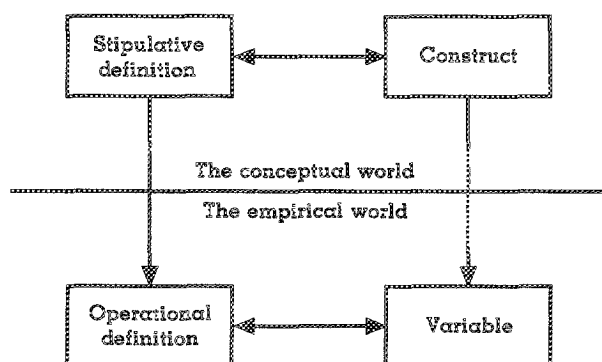 Stipulative
definition
Construct
The conceptual world
The empirical world
Operational
definition
Variable